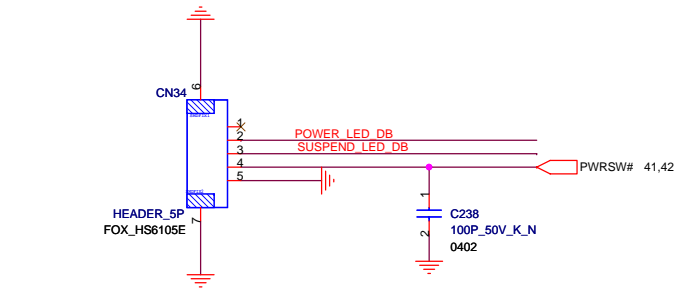 6
CN34
1
2
POWER_LED_DB
3
SUSPEND_LED_DB
4
PWRSW# 41,42
5
1
HEADER_5P
C238
7
FOX_HS6105E
100P_50V_K_N
2
0402